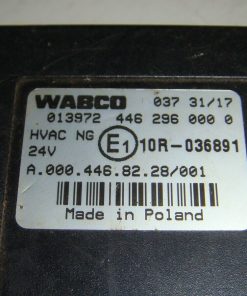 WABCO 037 31/17
013972 446 296 000 0
HVAC NG E1 10R-036891
24V
A.000.446.82.28/001
Made in Poland